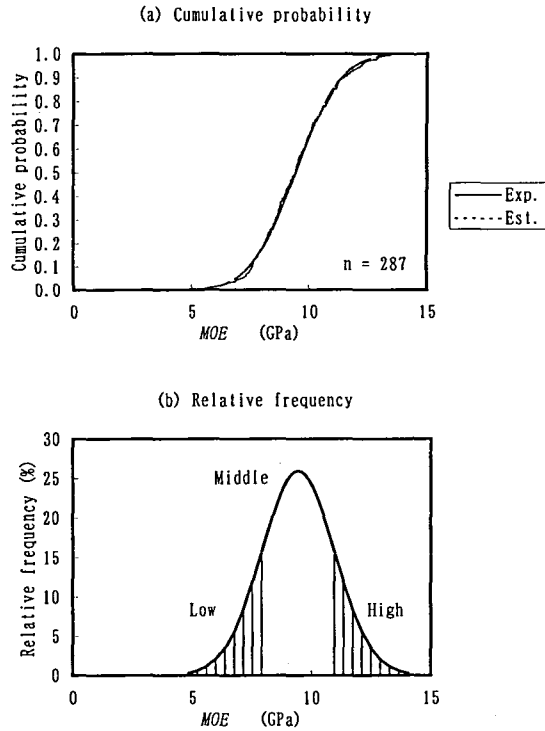 (a) Cumulative probability
1.0
0.9
0.8
0.7
0.6
0.5
0.4
0.3
0.2
0.1
0.0
Cumulative probability
n = 287
0 5 10 15
MOE (GPa)
Exp.
Est.
(b) Relative frequency
30
25
20
15
10
5
0
Relative frequency (%)
Middle
Low
High
0 5 10 15
MOE (GPa)